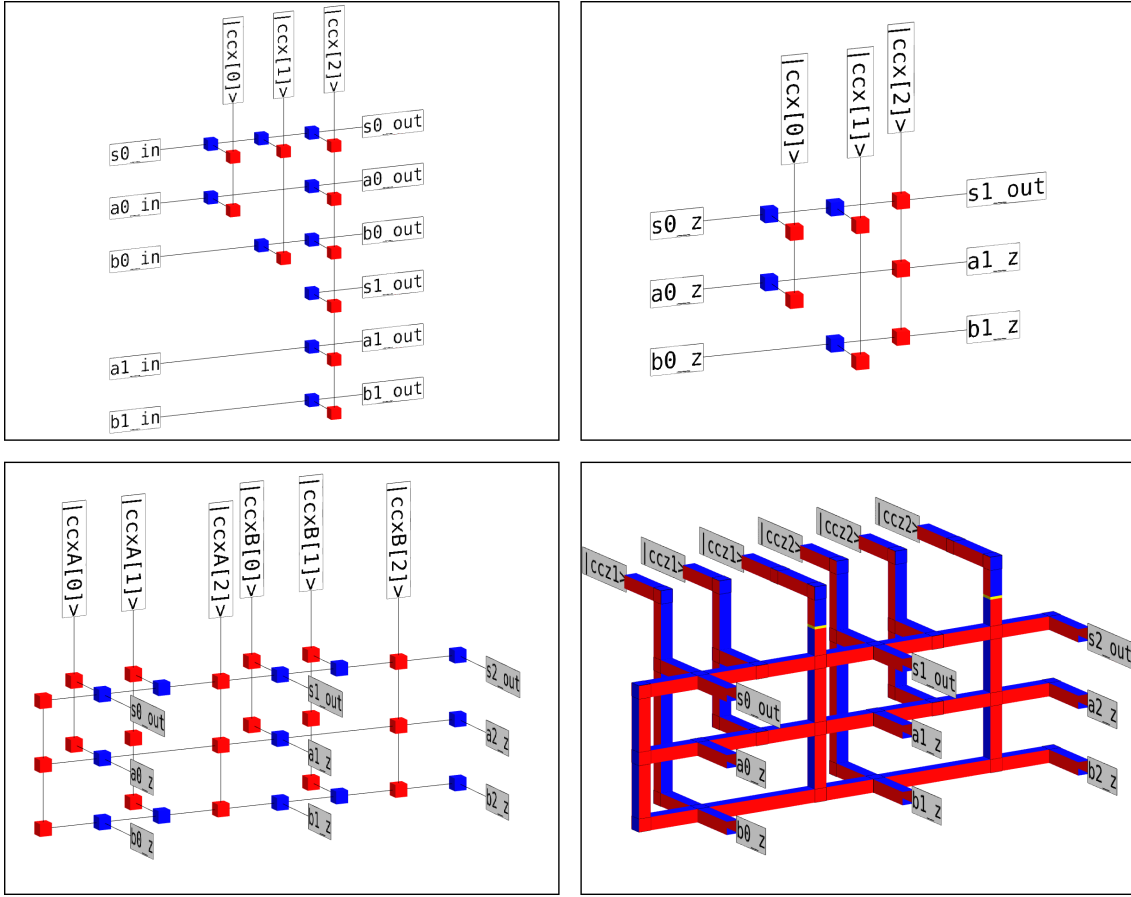 |ccx[0]>
|ccx[1]>
|ccx[2]>
s0_in
s0_out
a0_in
a0_out
b0_in
b0_out
s1_out
a1_in
a1_out
b1_in
b1_out
|ccx[0]>
|ccx[1]>
|ccx[2]>
s0_z
s1_out
a0_z
a1_z
b0_z
b1_z
|ccxA[0]>
|ccxA[1]>
|ccxA[2]>
|ccxB[0]>
|ccxB[1]>
|ccxB[2]>
s0_out
s1_out
s2_out
a0_z
a1_z
a2_z
b0_z
b1_z
b2_z
|ccz1>
|ccz1>
|ccz1>
|ccz2>
|ccz2>
|ccz2>
s0_out
s1_out
s2_out
a0_z
a1_z
a2_z
b0_z
b1_z
b2_z